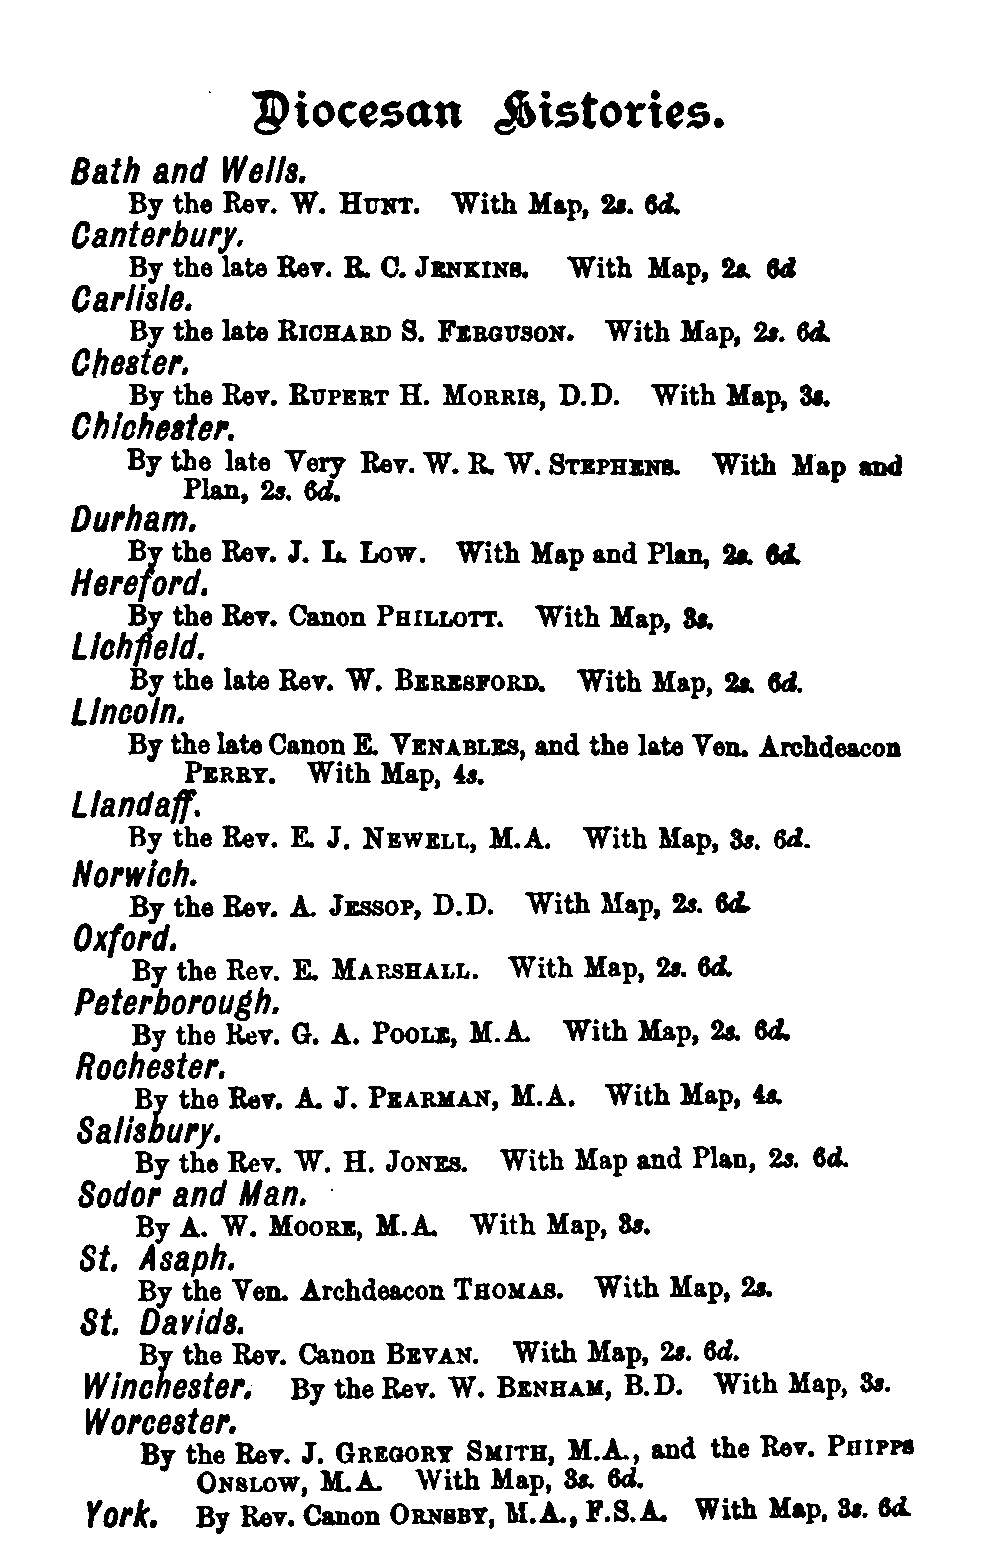 Diocesan Histories.
Bath and Wells.
By the Rev. W. HUNT. With Map, 2s. 6d.
Canterbury.
By the late Rev. R. C. JENKINS. With Map, 2s. 6d
Carlisle.
By the late RICHARD S. FERGUSON. With Map, 2s. 6d.
Chester.
By the Rev. RUPERT H. MORRIS, D.D. With Map, 3s.
Chichester.
By the late Very Rev. W. R. W. STEPHENS. With Map and
Plan, 2s. 6d.
Durham.
By the Rev. J. L. LOW. With Map and Plan, 2s. 6d.
Hereford.
By the Rev. Canon PHILLOTT. With Map, 3s.
Lichfield.
By the late Rev. W. BERESFORD. With Map, 2s. 6d.
Lincoln.
By the late Canon E. VENABLES, and the late Ven. Archdeacon
PERRY. With Map, 4s.
Llandaff.
By the Rev. E. J. NEWELL, M.A. With Map, 3s. 6d.
Norwich.
By the Rev. A. JESSOP, D.D. With Map, 2s. 6d.
Oxford.
By the Rev. E. MARSHALL. With Map, 2s. 6d.
Peterborough.
By the Rev. G. A. POOLE, M.A. With Map, 2s. 6d.
Rochester.
By the Rev. A. J. PEARMAN, M.A. With Map, 4s.
Salisbury.
By the Rev. W. H. JONES. With Map and Plan, 2s. 6d.
Sodor and Man.
By A. W. MOORE, M.A. With Map, 3s.
St. Asaph.
By the Ven. Archdeacon THOMAS. With Map, 2s.
St. Davids.
By the Rev. Canon BEVAN. With Map, 2s. 6d.
Winchester. By the Rev. W. BENHAM, B.D. With Map, 3s.
Worcester.
By the Rev. J. GREGORY SMITH, M.A., and the Rev. PHIPPS
ONSLOW, M.A. With Map, 3s. 6d.
York. By Rev. Canon ORNSBY, M.A., F.S.A. With Map, 3s. 6d.